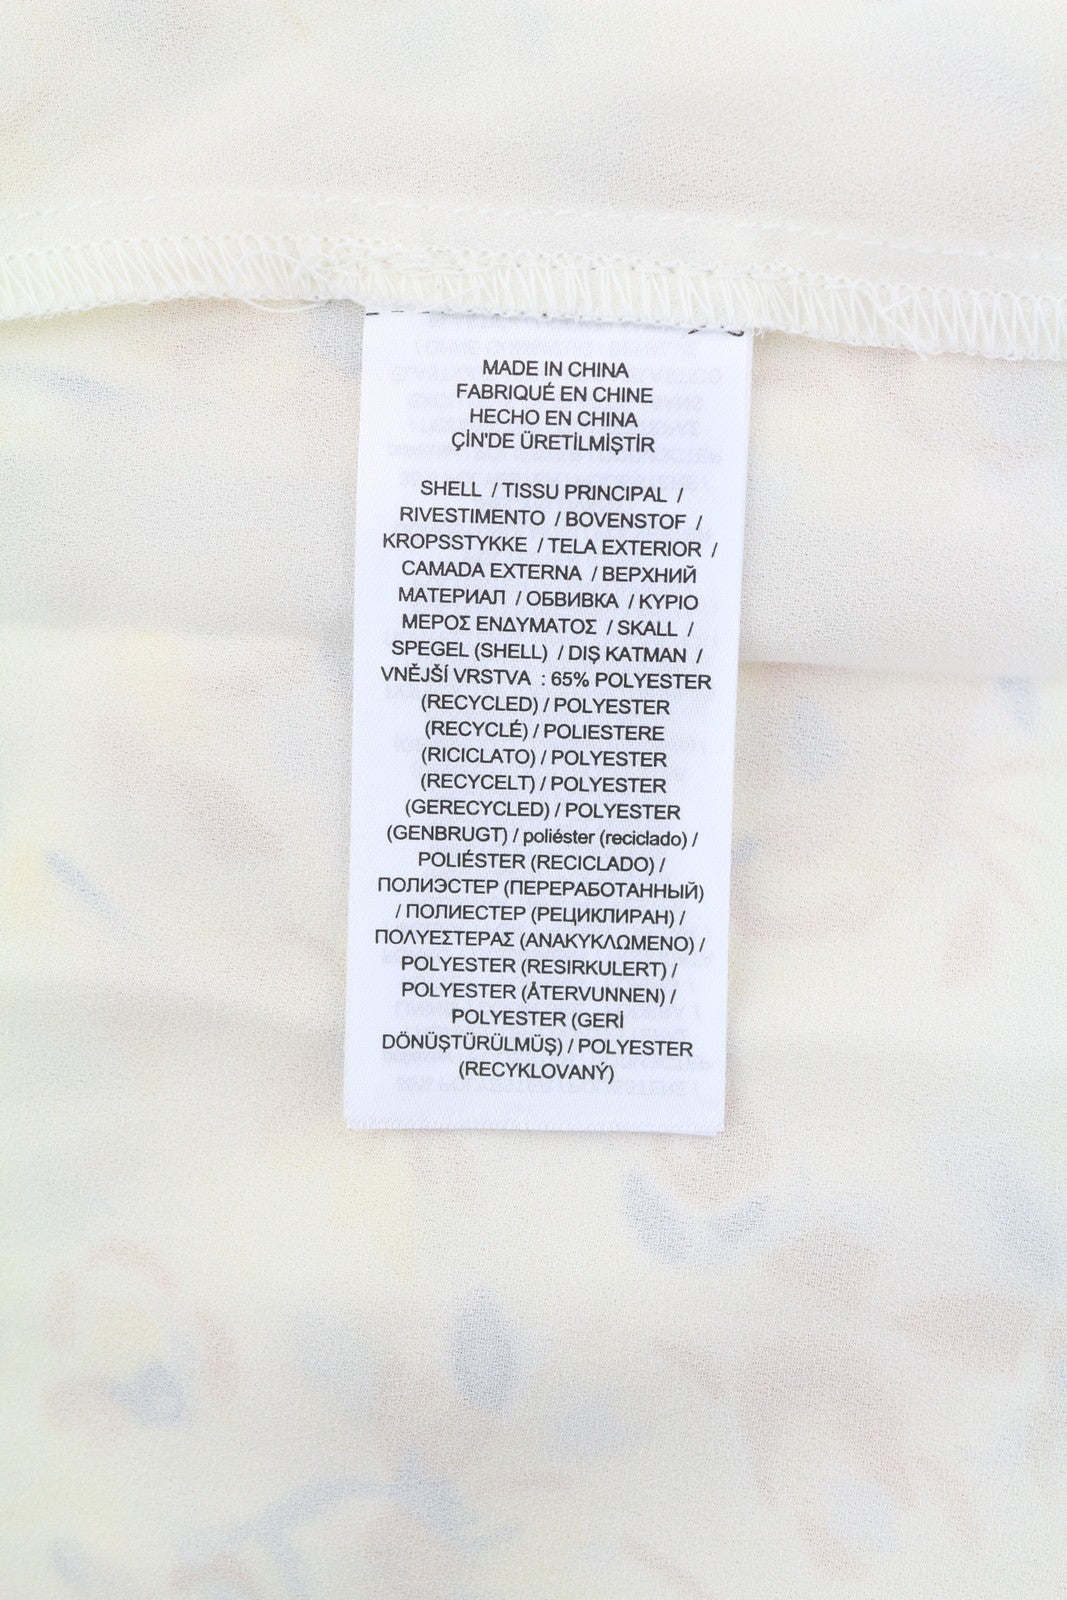 MADE IN CHINA
FABRIQUÉ EN CHINE
HECHO EN CHINA
ÇİN'DE ÜRETİLMİŞTİR
SHELL / TISSU PRINCIPAL /
RIVESTIMENTO / BOVENSTOF /
KROPSSTYKKE / TELA EXTERIOR /
CAMADA EXTERNA / ВЕРХНИЙ
МАТЕРИАЛ / ОБВИВКА / ΚΥΡΙΟ
ΜΕΡΟΣ ΕΝΔΥΜΑΤΟΣ / SKALL /
SPEGEL (SHELL) / DIŞ KATMAN /
VNĚJŠÍ VRSTVA : 65% POLYESTER
(RECYCLED) / POLYESTER
(RECYCLÉ) / POLIESTERE
(RICICLATO) / POLYESTER
(RECYCELT) / POLYESTER
(GERECYCLED) / POLYESTER
(GENBRUGT) / poliéster (reciclado) /
POLIÉSTER (RECICLADO) /
ПОЛИЭСТЕР (ПЕРЕРАБОТАННЫЙ)
/ ПОЛИЕСТЕР (РЕЦИКЛИРАН) /
ΠΟΛΥΕΣΤΕΡΑΣ (ΑΝΑΚΥΚΛΩΜΕΝΟ) /
POLYESTER (RESIRKULERT) /
POLYESTER (ÅTERVUNNEN) /
POLYESTER (GERİ
DÖNÜŞTÜRÜLMÜŞ) / POLYESTER
(RECYKLOVANÝ)